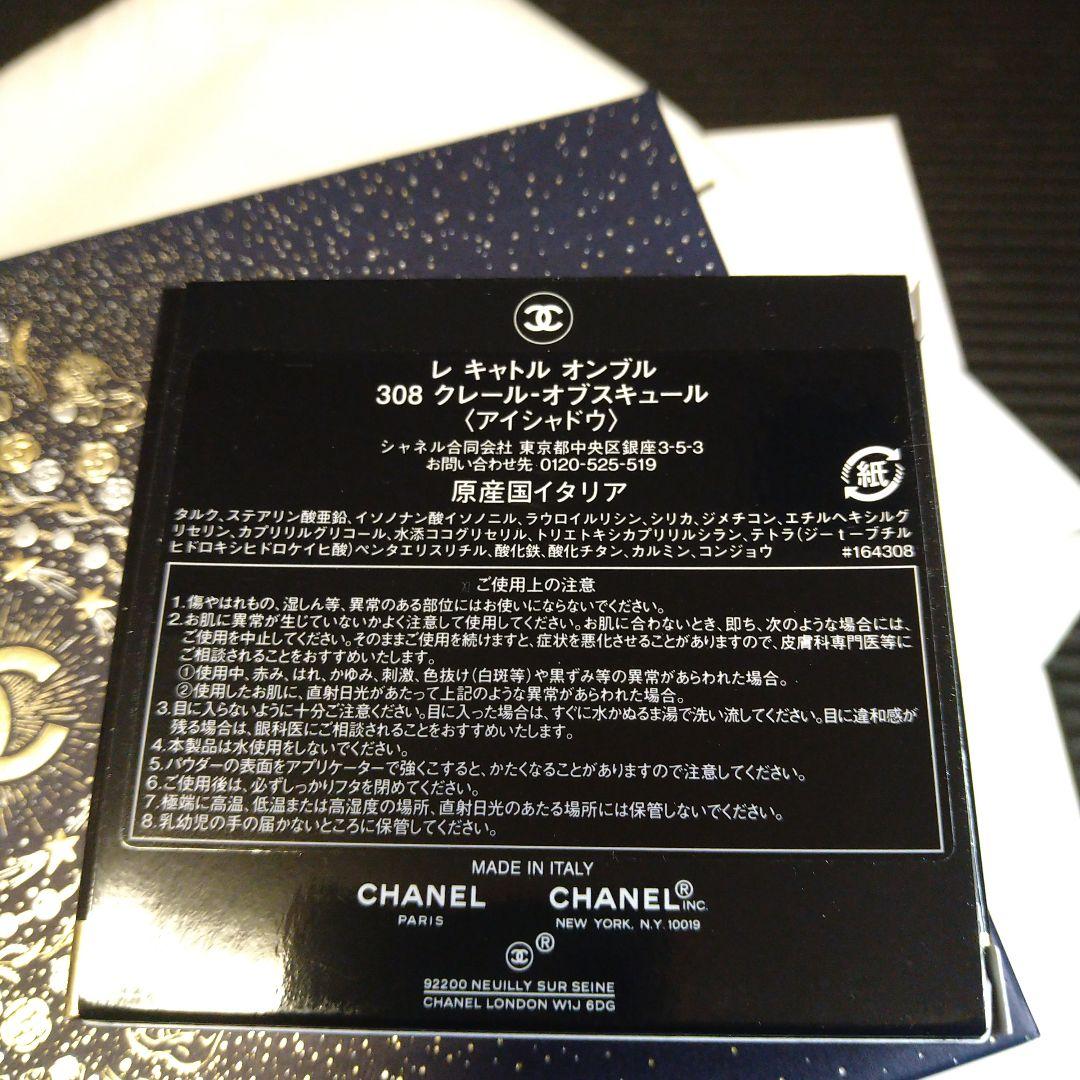 レ キャトル オンブル
308 クレール-オブスキュール
〈アイシャドウ〉
シャネル合同会社 東京都中央区銀座3-5-3
お問い合わせ先 0120-525-519
原産国イタリア
紙
タルク、ステアリン酸亜鉛、イソノナン酸イソノニル、ラウロイルリシン、シリカ、ジメチコン、エチルヘキシルグ
リセリン、カプリリルグリコール、水添ココグリセリル、トリエトキシカプリリルシラン、テトラ(ジーtーブチル
ヒドロキシヒドロケイヒ酸)ペンタエリスリチル、酸化鉄、酸化チタン、カルミン、コンジョウ #164308
ご使用上の注意
1.傷やはれもの、湿しん等、異常のある部位にはお使いにならないでください。
2.お肌に異常が生じていないかよく注意して使用してください。お肌に合わないとき、即ち、次のような場合には、
ご使用を中止してください。そのままご使用を続けますと、症状を悪化させることがありますので、皮膚科専門医等に
ご相談されることをおすすめいたします。
①使用中、赤み、はれ、かゆみ、刺激、色抜け(白斑等)や黒ずみ等の異常があらわれた場合。
②使用したお肌に、直射日光があたって上記のような異常があらわれた場合。
3.目に入らないように十分ご注意ください。目に入った場合は、すぐに水かぬるま湯で洗い流してください。目に違和感が
残る場合は、眼科医にご相談されることをおすすめいたします。
4.本製品は水使用をしないでください。
5.パウダーの表面をアプリケーターで強くこすると、かたくなることがありますので注意してください。
6.ご使用後は、必ずしっかりフタを閉めてください。
7.極端に高温、低温または高湿度の場所、直射日光のあたる場所には保管しないでください。
8.乳幼児の手の届かないところに保管してください。
MADE IN ITALY
CHANEL CHANEL® INC.
PARIS NEW YORK, N.Y. 10019
®
92200 NEUILLY SUR SEINE
CHANEL LONDON W1J 6DG